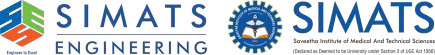 SIMATS
ENGINEERING
Engineer to Excel
SIMATS
Saveetha Institute of Medical And Technical Sciences
(Declared as Deemed to be University under Section 3 of UGC Act 1956)